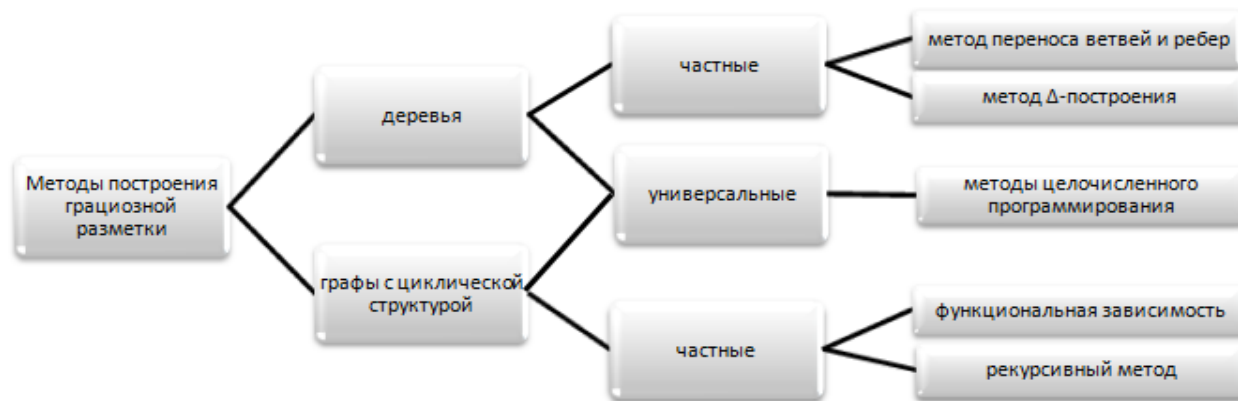 Методы построения
грациозной
разметки
деревья
графы с циклической
структурой
частные
универсальные
частные
метод переноса ветвей и ребер
метод Δ-построения
методы целочисленного
программирования
функциональная зависимость
рекурсивный метод